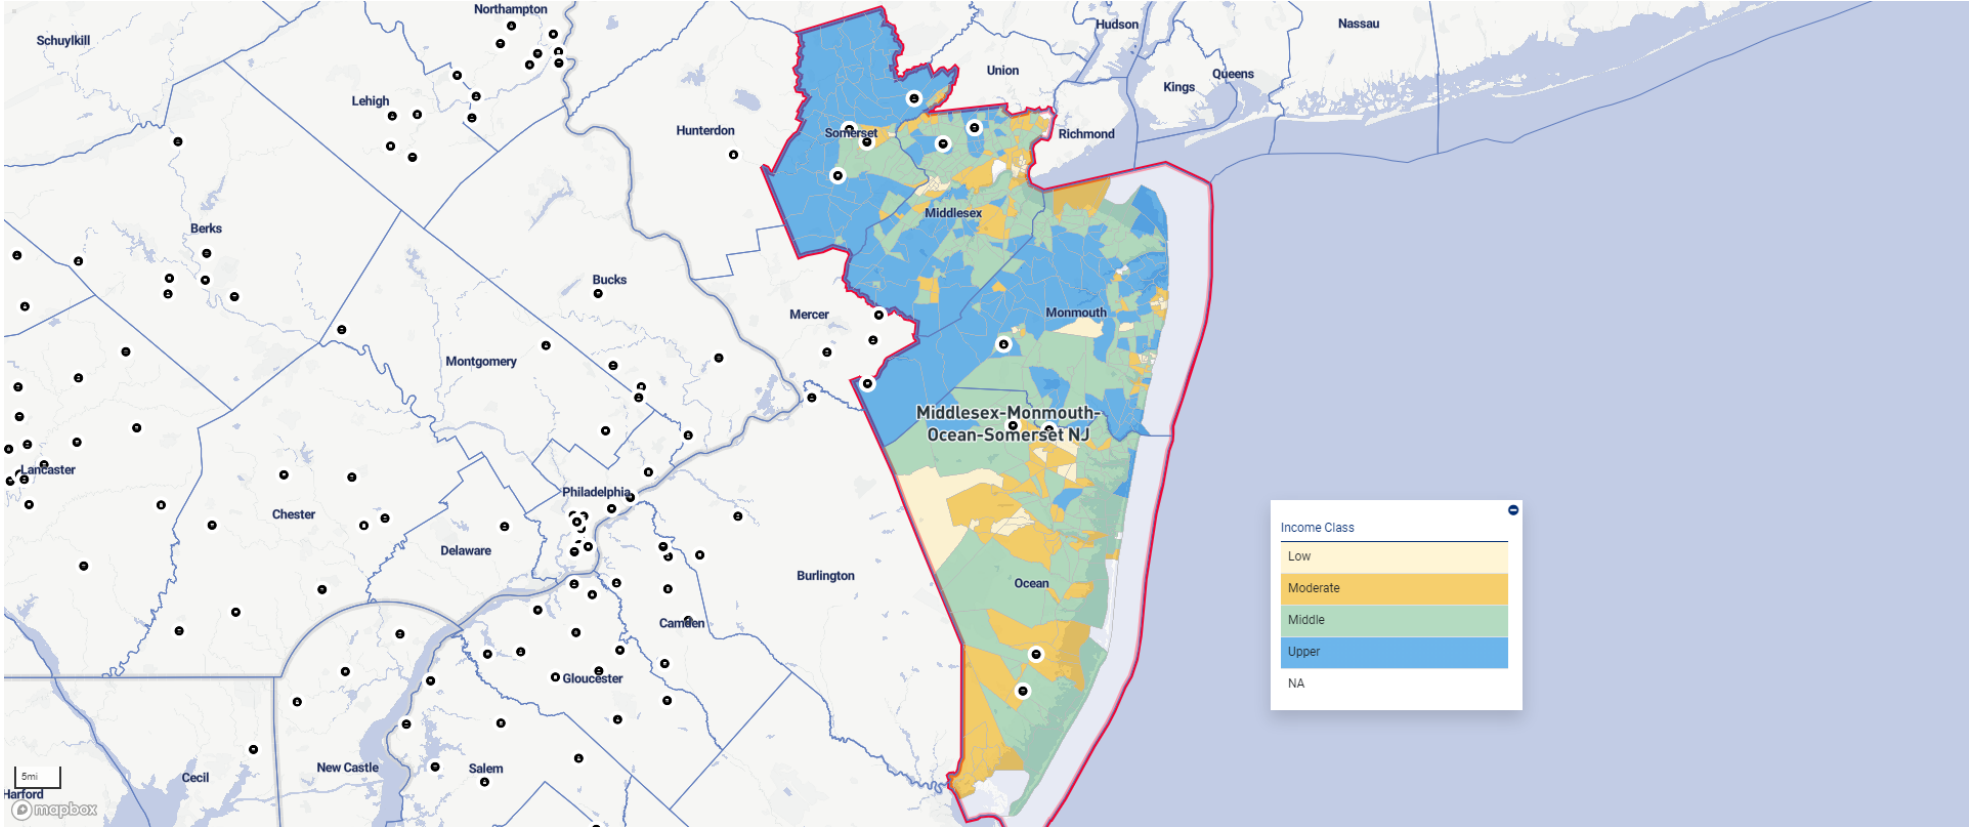 Northampton
Hudson
Nassau
Schuylkill
Union
Queens
Kings
Lehigh
Hunterdon
Somerset
Richmond
Middlesex
Berks
Bucks
Mercer
Monmouth
Montgomery
Middlesex-Monmouth-
Ocean-Somerset NJ
Lancaster
Philadelphia
Chester
Delaware
Burlington
Ocean
Camden
Gloucester
New Castle
Salem
Cecil
Harford
5mi
mapbox
Income Class
Low
Moderate
Middle
Upper
NA